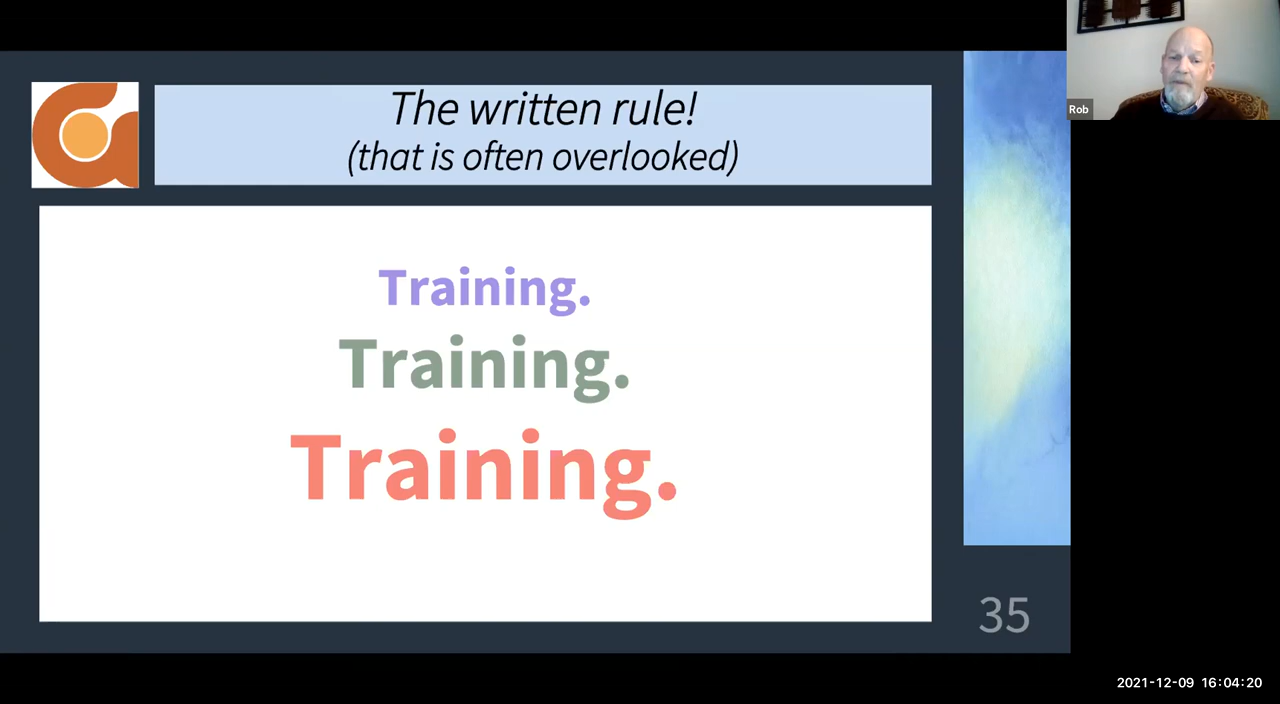 The written rule!
(that is often overlooked)
Training.
Training.
Training.
35
Rob
2021-12-09 16:04:20